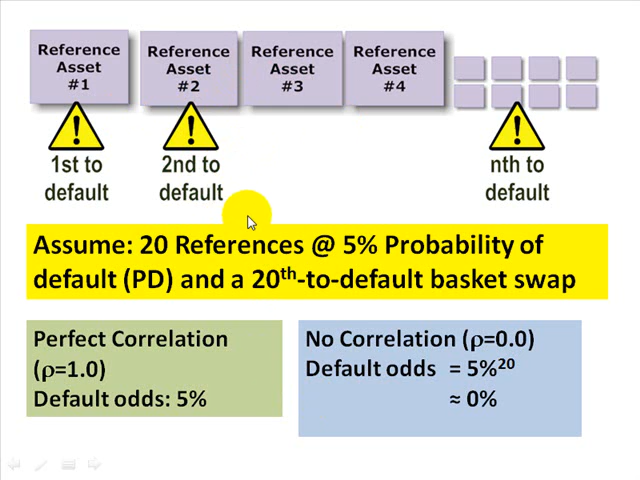 Reference Asset #1
Reference Asset #2
Reference Asset #3
Reference Asset #4
!
!
!
1st to default
2nd to default
nth to default
Assume: 20 References @ 5% Probability of
default (PD) and a 20th-to-default basket swap
Perfect Correlation
(ρ=1.0)
Default odds: 5%
No Correlation (ρ=0.0)
Default odds = 5%²⁰
≈ 0%